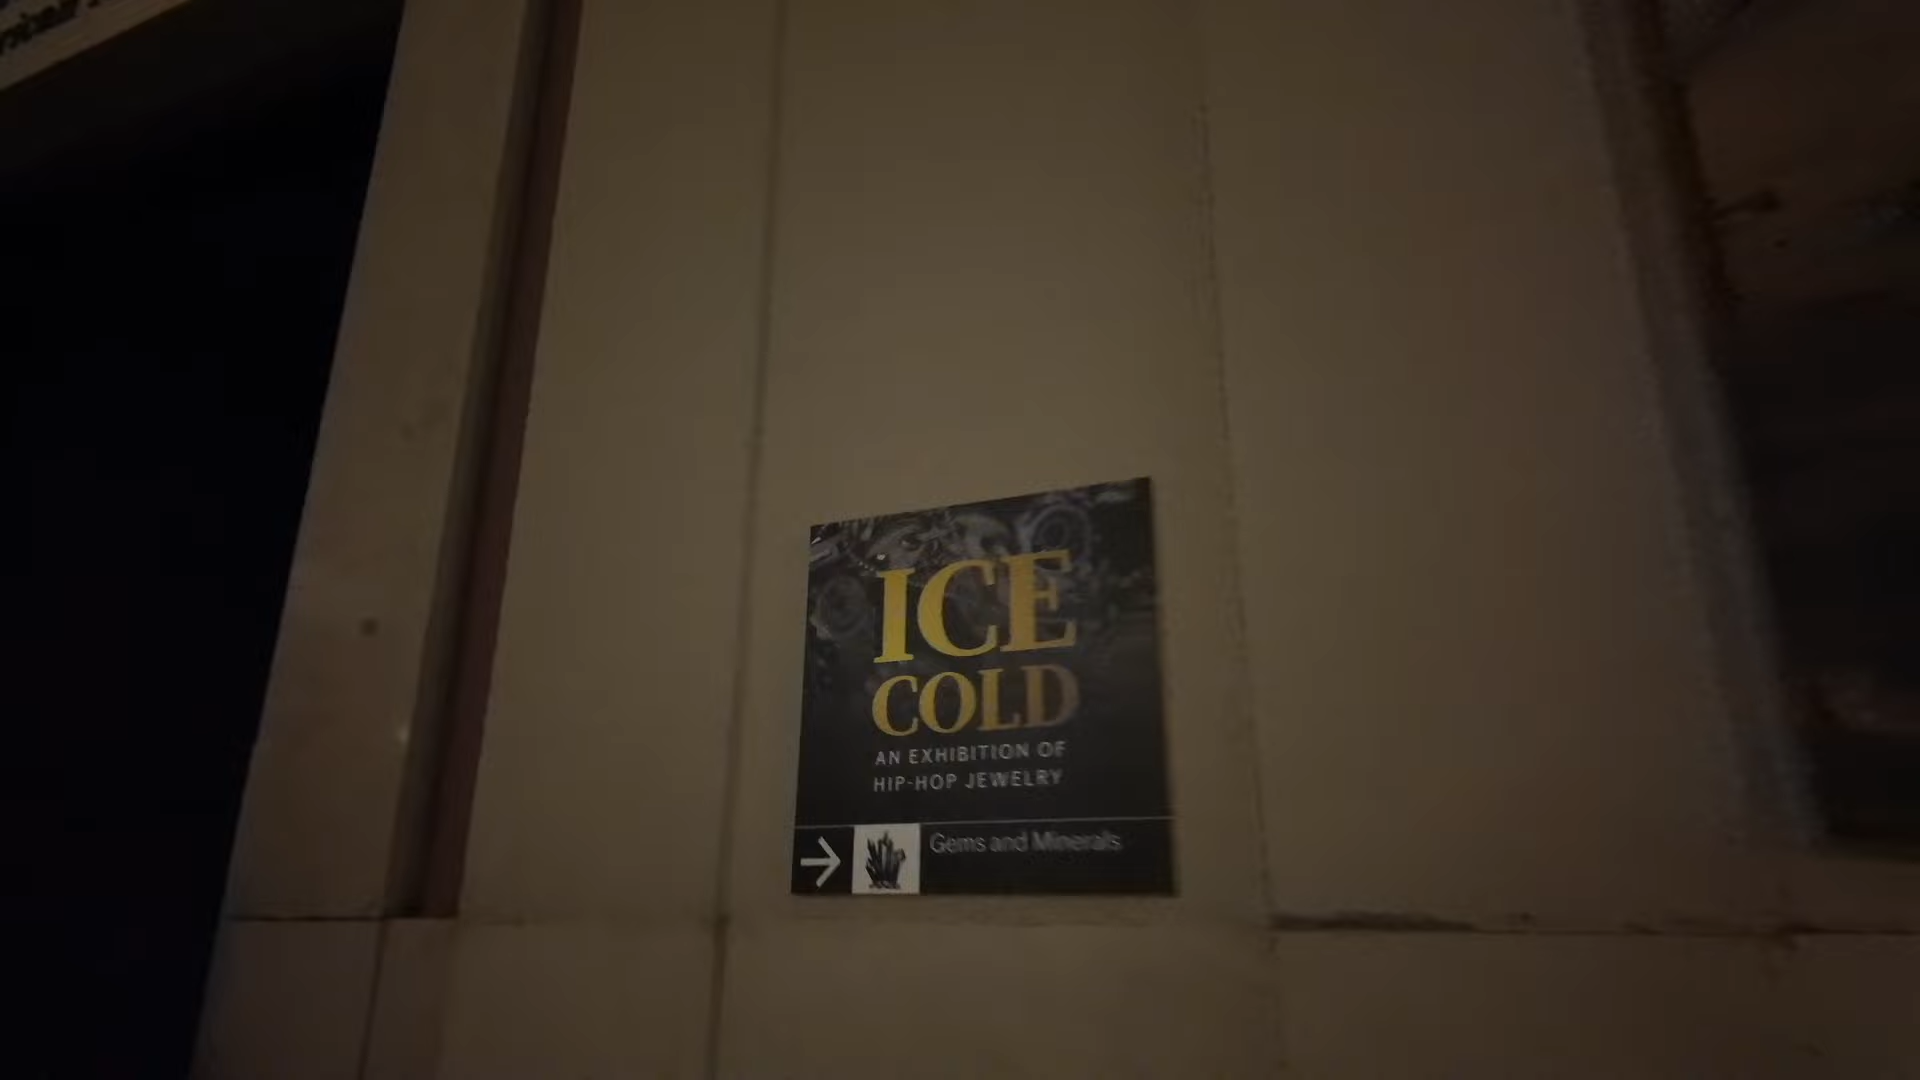 ICE
COLD
AN EXHIBITION OF
HIP-HOP JEWELRY
Gems and Minerals